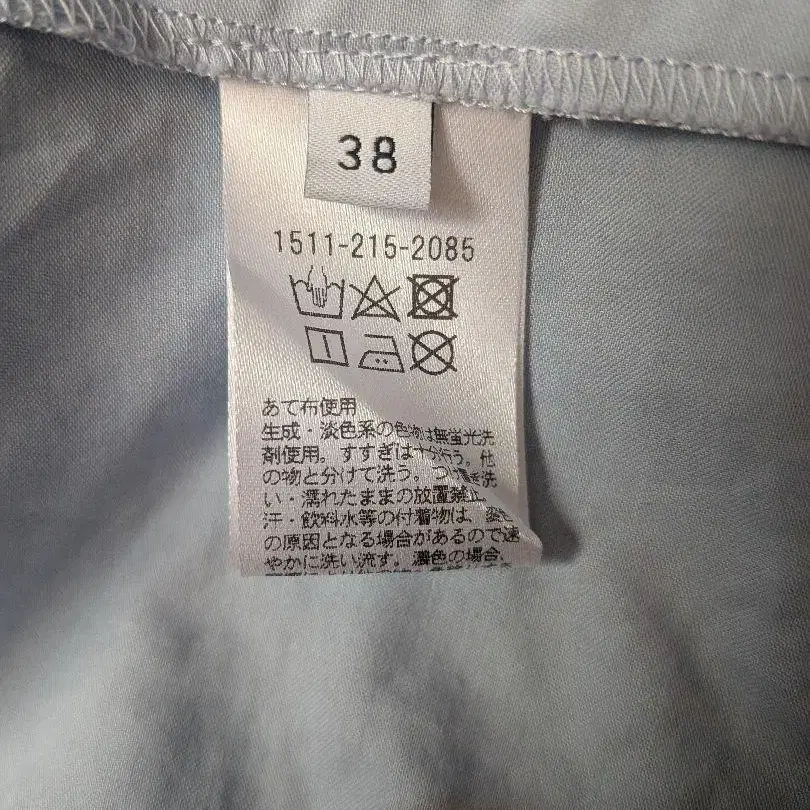 38
1511-215-2085
あて布使用
生成・淡色系の色物は無蛍光洗
剤使用。すすぎは十分行う。他
の物と分けて洗う。つけ置き洗
い・濡れたままの放置禁止
汗・飲料水等の付着物は、変色
の原因となる場合があるので速
やかに洗い流す。濃色の場合、